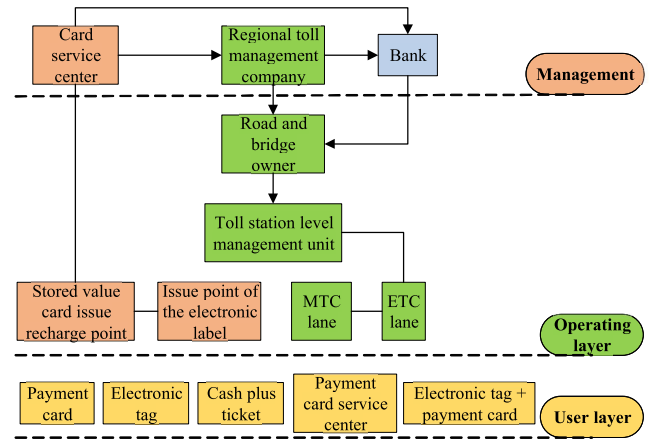 Card
service
center
Regional toll
management
company
Bank
Management
Road and
bridge
owner
Toll station level
management unit
Stored value
card issue
recharge point
Issue point of
the electronic
label
MTC
lane
ETC
lane
Operating
layer
Payment
card
Electronic
tag
Cash plus
ticket
Payment
card service
center
Electronic tag +
payment card
User layer